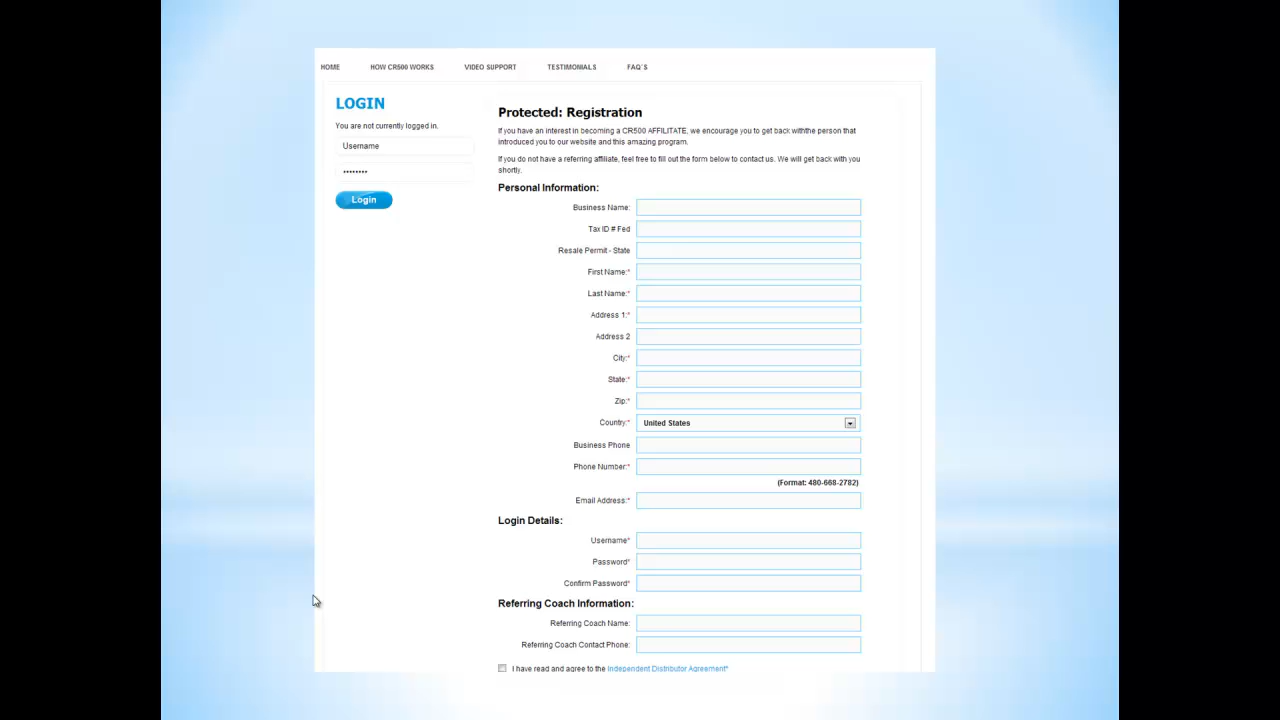 HOME HOW CR500 WORKS VIDEO SUPPORT TESTIMONIALS FAQ'S
LOGIN
You are not currently logged in.
Username
••••••••
Login
Protected: Registration
If you have an interest in becoming a CR500 AFFILITATE, we encourage you to get back withthe person that
introduced you to our website and this amazing program.
If you do not have a referring affiliate, feel free to fill out the form below to contact us. We will get back with you
shortly.
Personal Information:
Business Name:
Tax ID # Fed
Resale Permit - State
First Name:*
Last Name:*
Address 1:*
Address 2
City:*
State:*
Zip:*
Country:* United States
Business Phone
Phone Number:*
(Format: 480-668-2782)
Email Address:*
Login Details:
Username*
Password*
Confirm Password*
Referring Coach Information:
Referring Coach Name:
Referring Coach Contact Phone:
I have read and agree to the Independent Distributor Agreement*